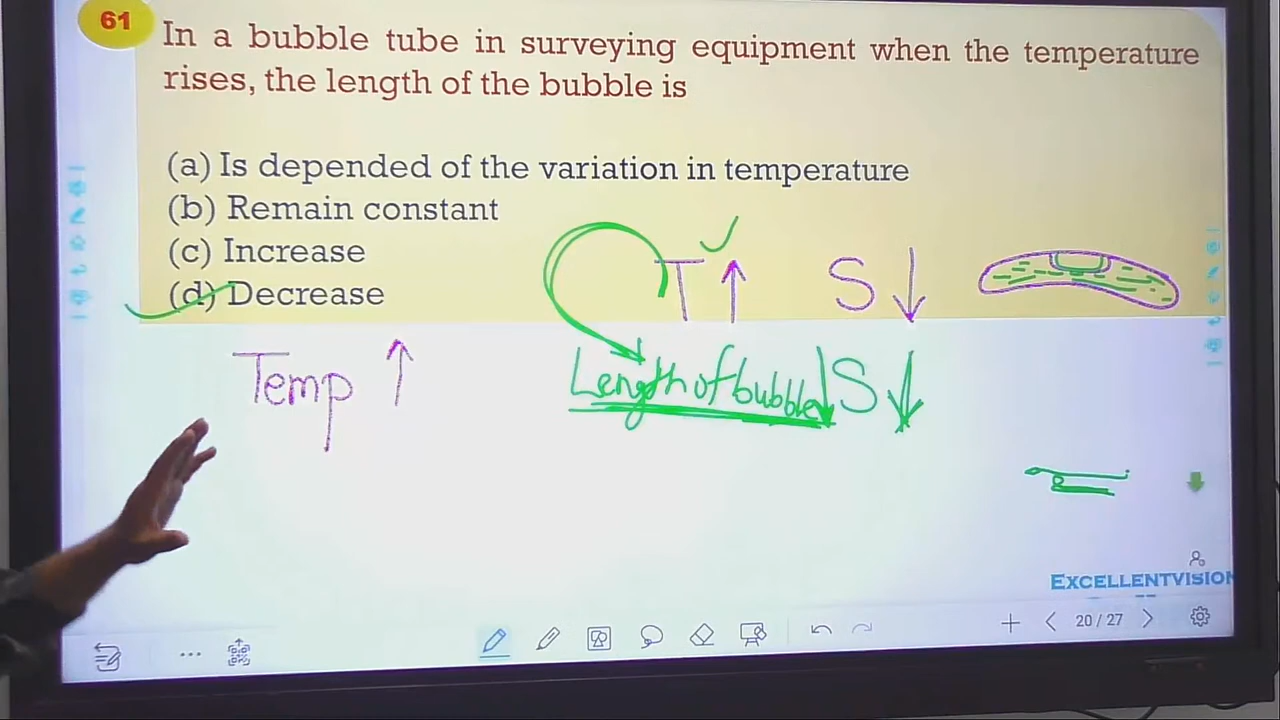 61
In a bubble tube in surveying equipment when the temperature
rises, the length of the bubble is
(a) Is depended of the variation in temperature
(b) Remain constant
(c) Increase
(d) Decrease
T ↑ S ↓
Temp ↑
Length of bubble ↓ S ↓
EXCELLENTVISION
20 / 27